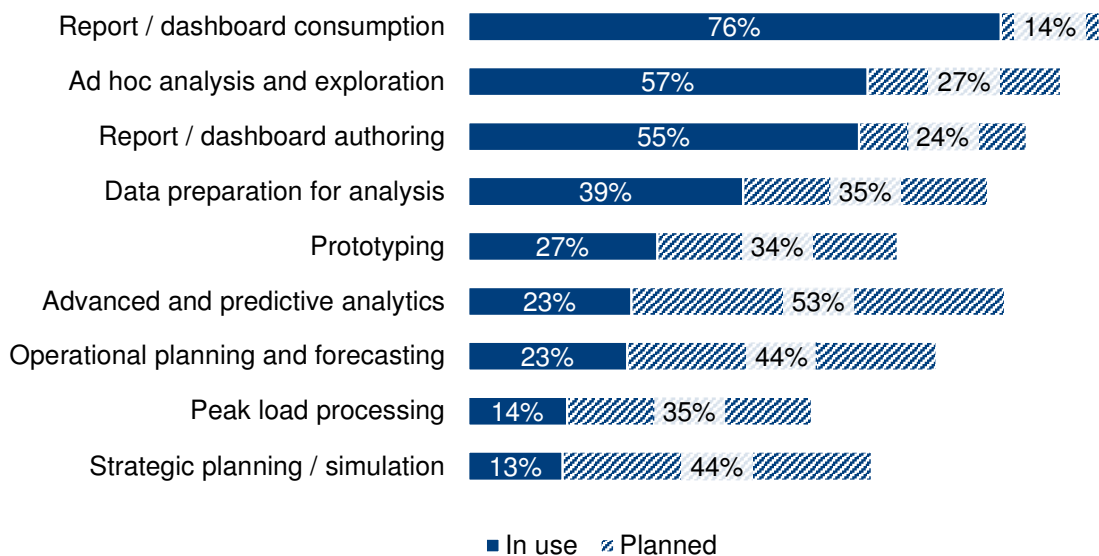 Report / dashboard consumption 76% 14%
Ad hoc analysis and exploration 57% 27%
Report / dashboard authoring 55% 24%
Data preparation for analysis 39% 35%
Prototyping 27% 34%
Advanced and predictive analytics 23% 53%
Operational planning and forecasting 23% 44%
Peak load processing 14% 35%
Strategic planning / simulation 13% 44%
In use Planned